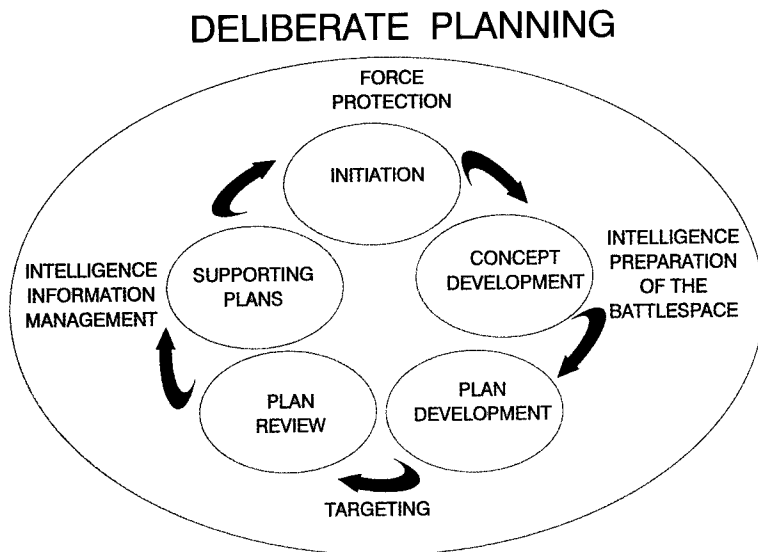 DELIBERATE PLANNING
FORCE
PROTECTION
INITIATION
CONCEPT
DEVELOPMENT
INTELLIGENCE
PREPARATION
OF THE
BATTLESPACE
INTELLIGENCE
INFORMATION
MANAGEMENT
SUPPORTING
PLANS
PLAN
REVIEW
PLAN
DEVELOPMENT
TARGETING